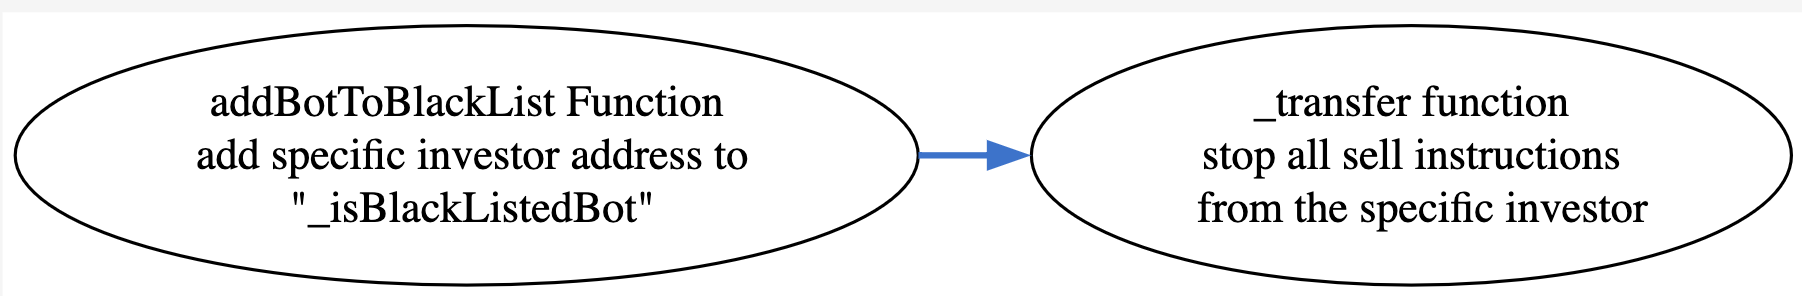 addBotToBlackList Function
add specific investor address to
"_isBlackListedBot"
_transfer function
stop all sell instructions
from the specific investor